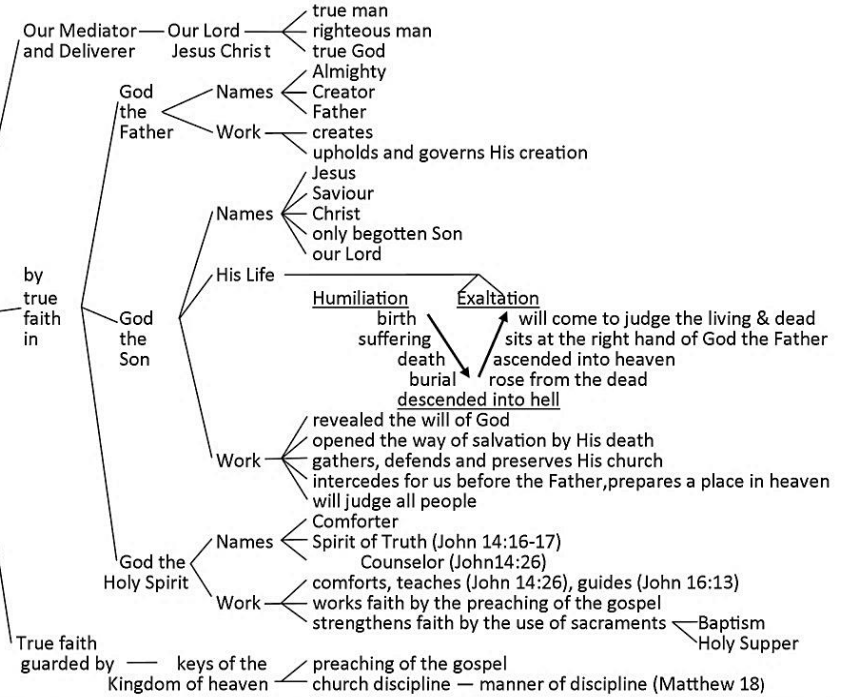 Our Mediator Our Lord true man
and Deliverer Jesus Christ righteous man
true God
God the Father
Names
Almighty
Creator
Father
Work
creates
upholds and governs His creation
by true faith in
God the Son
Names
Jesus
Saviour
Christ
only begotten Son
our Lord
His Life
Humiliation Exaltation
birth will come to judge the living & dead
suffering sits at the right hand of God the Father
death ascended into heaven
burial rose from the dead
descended into hell
Work
revealed the will of God
opened the way of salvation by His death
gathers, defends and preserves His church
intercedes for us before the Father,prepares a place in heaven
will judge all people
God the
Holy Spirit
Names
Comforter
Spirit of Truth (John 14:16-17)
Counselor (John14:26)
Work
comforts, teaches (John 14:26), guides (John 16:13)
works faith by the preaching of the gospel
strengthens faith by the use of sacraments Baptism
Holy Supper
True faith
guarded by — keys of the preaching of the gospel
Kingdom of heaven church discipline — manner of discipline (Matthew 18)